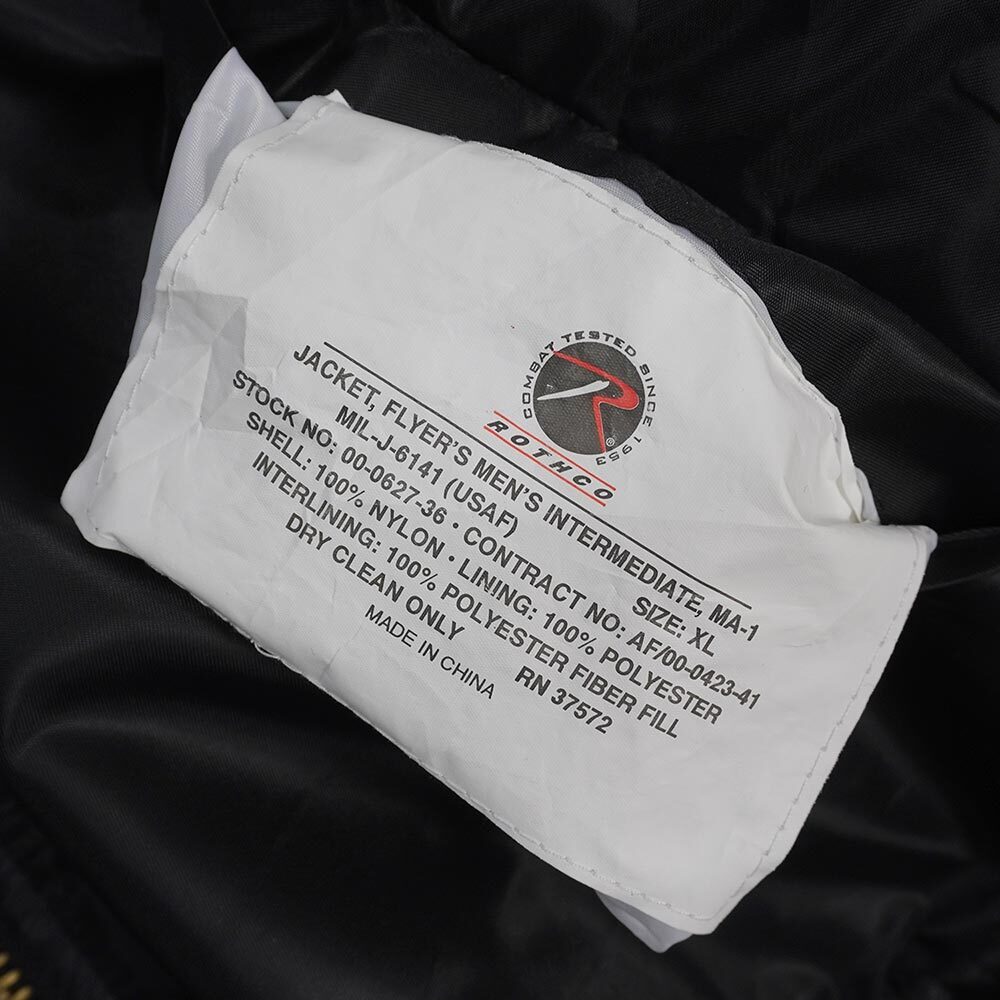 COMBAT TESTED SINCE 1953
R
®
ROTHCO
JACKET, FLYER'S MEN'S INTERMEDIATE, MA-1
MIL-J-6141 (USAF) SIZE: XL
STOCK NO: 00-0627-36 · CONTRACT NO: AF/00-0423-41
SHELL: 100% NYLON · LINING: 100% POLYESTER
INTERLINING: 100% POLYESTER FIBER FILL
DRY CLEAN ONLY RN 37572
MADE IN CHINA